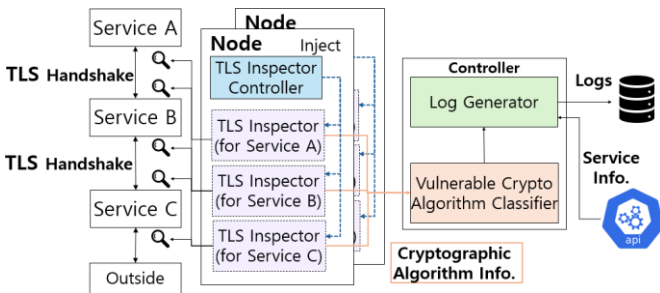 Service A
TLS Handshake
Service B
TLS Handshake
Service C
Outside
Node
Node
Inject
TLS Inspector
Controller
TLS Inspector
(for Service A)
TLS Inspector
(for Service B)
TLS Inspector
(for Service C)
Controller
Log Generator
Vulnerable Crypto
Algorithm Classifier
Cryptographic
Algorithm Info.
Logs
Service
Info.
api